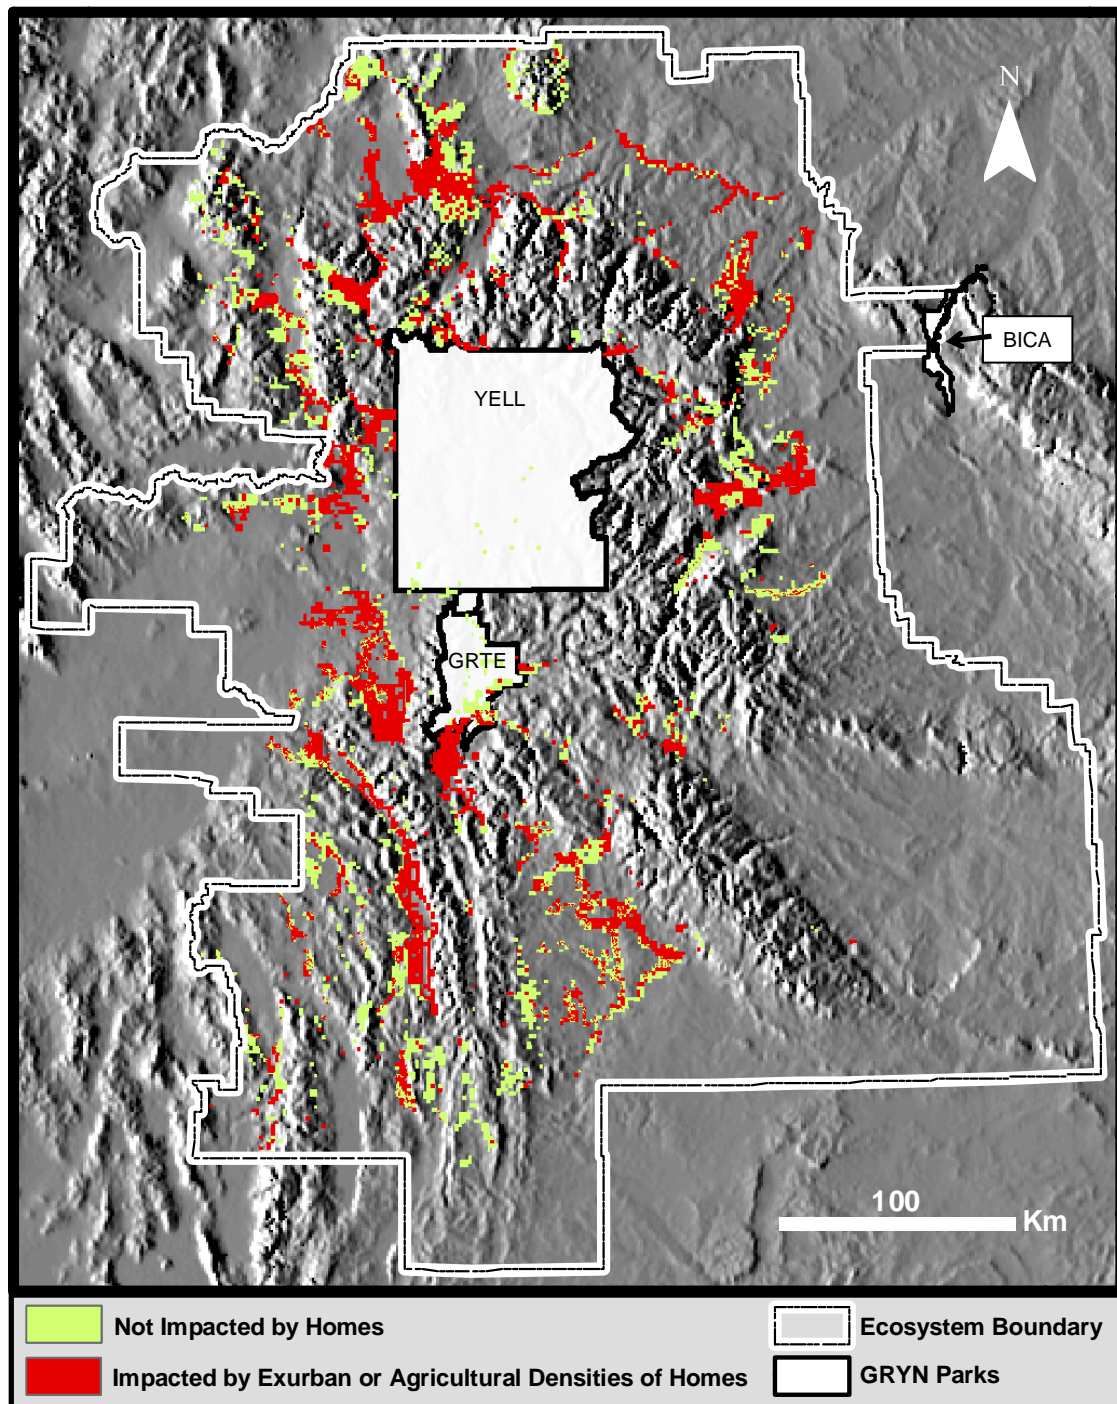 N
BICA
YELL
GRTE
100
Km
Not Impacted by Homes
Ecosystem Boundary
Impacted by Exurban or Agricultural Densities of Homes
GRYN Parks